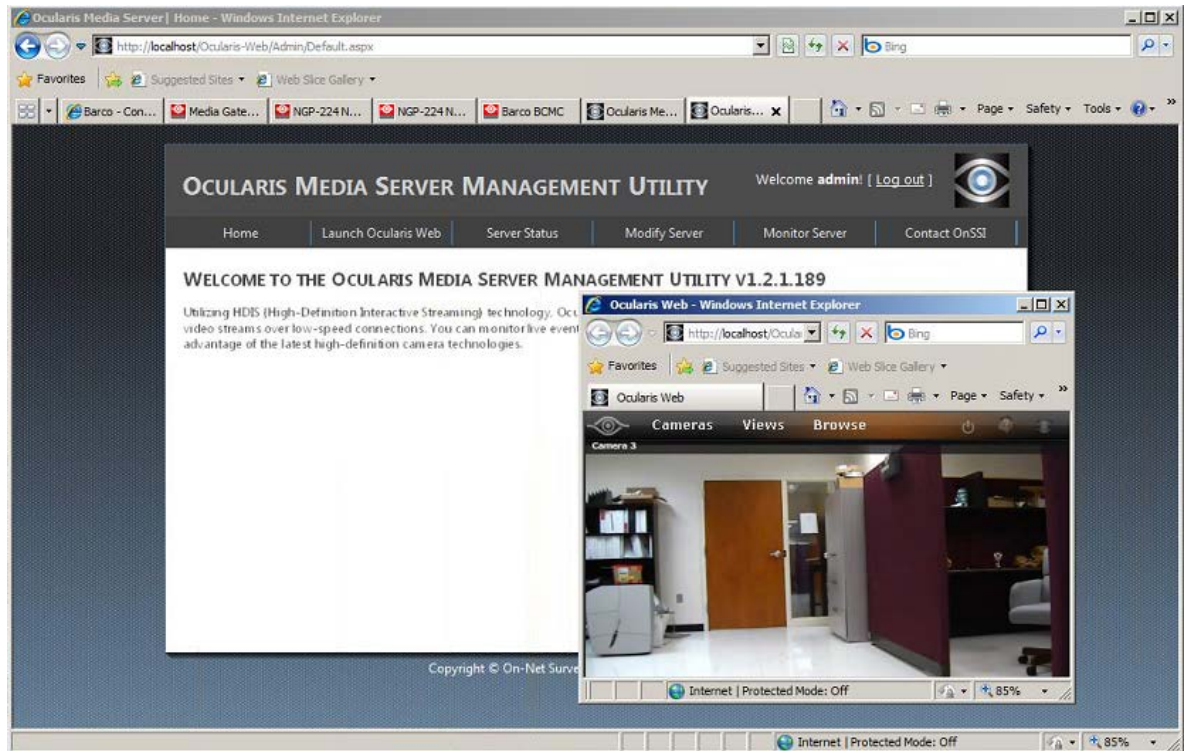 Ocularis Media Server | Home - Windows Internet Explorer
http://localhost/Ocularis-Web/Admin/Default.aspx
Bing
Favorites Suggested Sites Web Slice Gallery
Barco - Con... Media Gate... NGP-224 N... NGP-224 N... Barco BCMC Ocularis Me... Ocularis... X Page Safety Tools »
OCULARIS MEDIA SERVER MANAGEMENT UTILITY
Welcome admin! [ Log out ]
Home Launch Ocularis Web Server Status Modify Server Monitor Server Contact OnSSI
WELCOME TO THE OCULARIS MEDIA SERVER MANAGEMENT UTILITY V1.2.1.189
Utilizing HDIS (High-Definition Interactive Streaming) technology. Ocu
video streams over low-speed connections. You can monitor live event
advantage of the latest high-definition camera technologies.
Copyright © On-Net Surve
Ocularis Web - Windows Internet Explorer
http://localhost/Ocular
Bing
Favorites Suggested Sites Web Slice Gallery
Ocularis Web Page Safety »
Cameras Views Browse
Camera 3
Internet | Protected Mode: Off 85%
Internet | Protected Mode: Off 85%